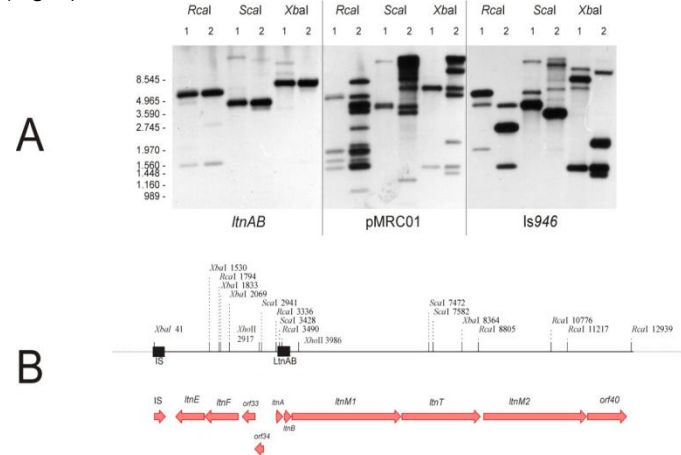 RcaI ScaI XbaI RcaI ScaI XbaI RcaI ScaI XbaI
1 2 1 2 1 2 1 2 1 2 1 2 1 2 1 2 1 2
A
8.545 -
4.965 -
3.590 -
2.745 -
1.970 -
1.560 -
1.448 -
1.160 -
989 -
ltnAB pMRC01 Is946
B
XbaI 41
XbaI 1530
RcaI 1794
XbaI 1833
XbaI 2069
XhoII 2917
ScaI 2941
RcaI 3336
ScaI 3428
RcaI 3490
XhoII 3986
ScaI 7472
ScaI 7582
XbaI 8364
RcaI 8805
RcaI 10776
RcaI 11217
RcaI 12939
IS LtnAB
IS ltnE ltnF orf33 ltnA ltnM1 ltnT ltnM2 orf40
ltnB
orf34